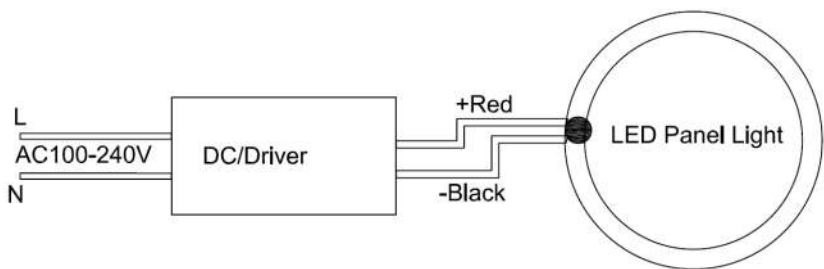 L
AC100-240V
N
DC/Driver
+Red
-Black
LED Panel Light